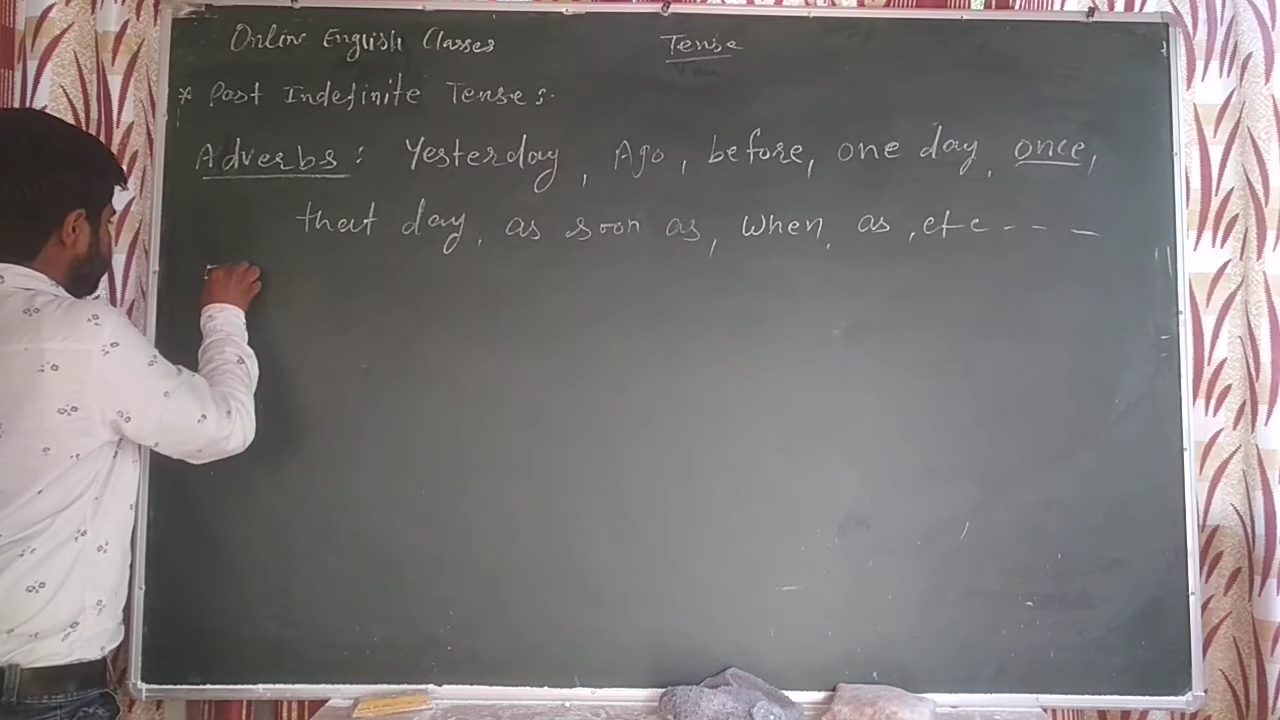 Online English Classes Tense
* Past Indefinite Tense:-
Adverbs: Yesterday, Ago, before, one day, once,
that day, as soon as, when, as, etc - - -